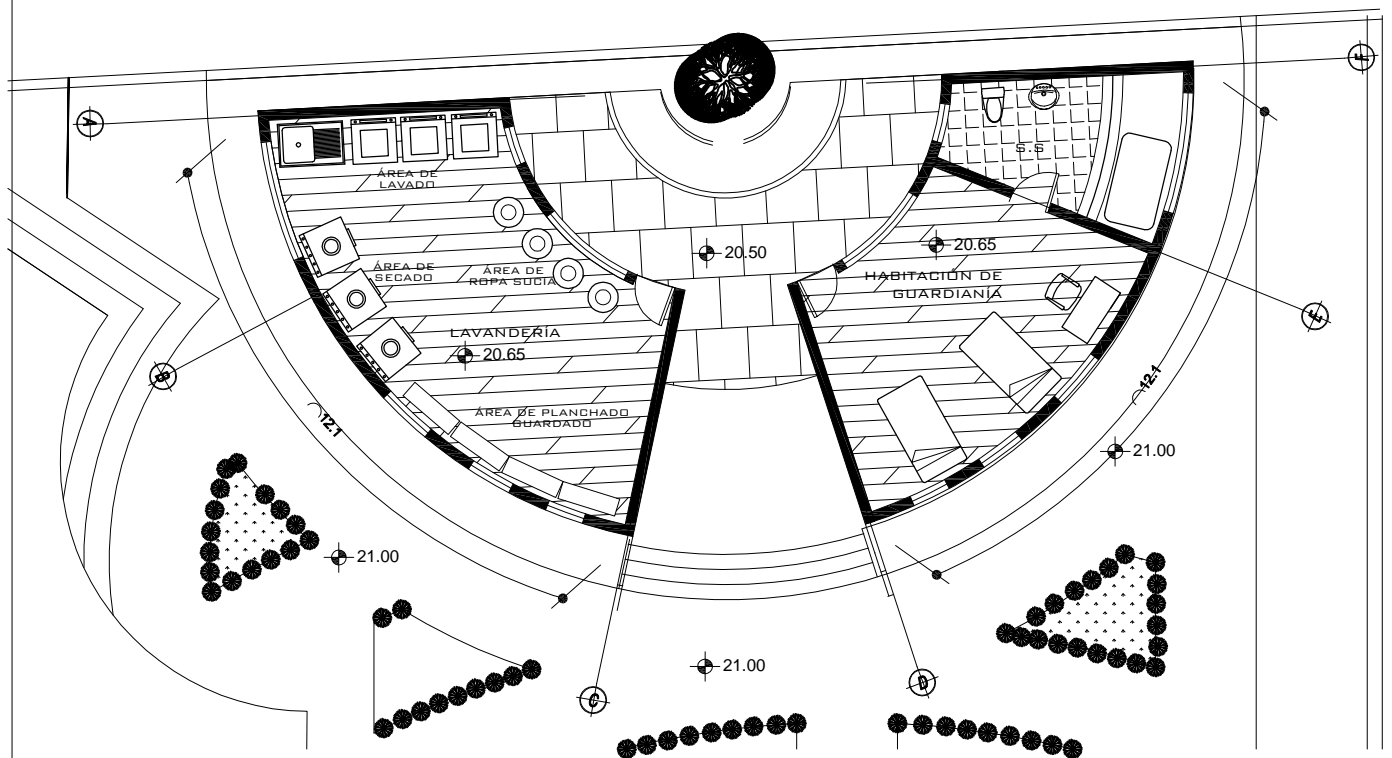 F
A
ÁREA DE
LAVADO
S.S
ÁREA DE
SECADO
ÁREA DE
ROPA SUCIA
20.50
20.65
HABITACIÓN DE
GUARDIANÍA
E
LAVANDERÍA
20.65
B
12.1
ÁREA DE PLANCHADO
GUARDADO
12.1
21.00
21.00
21.00
C
D